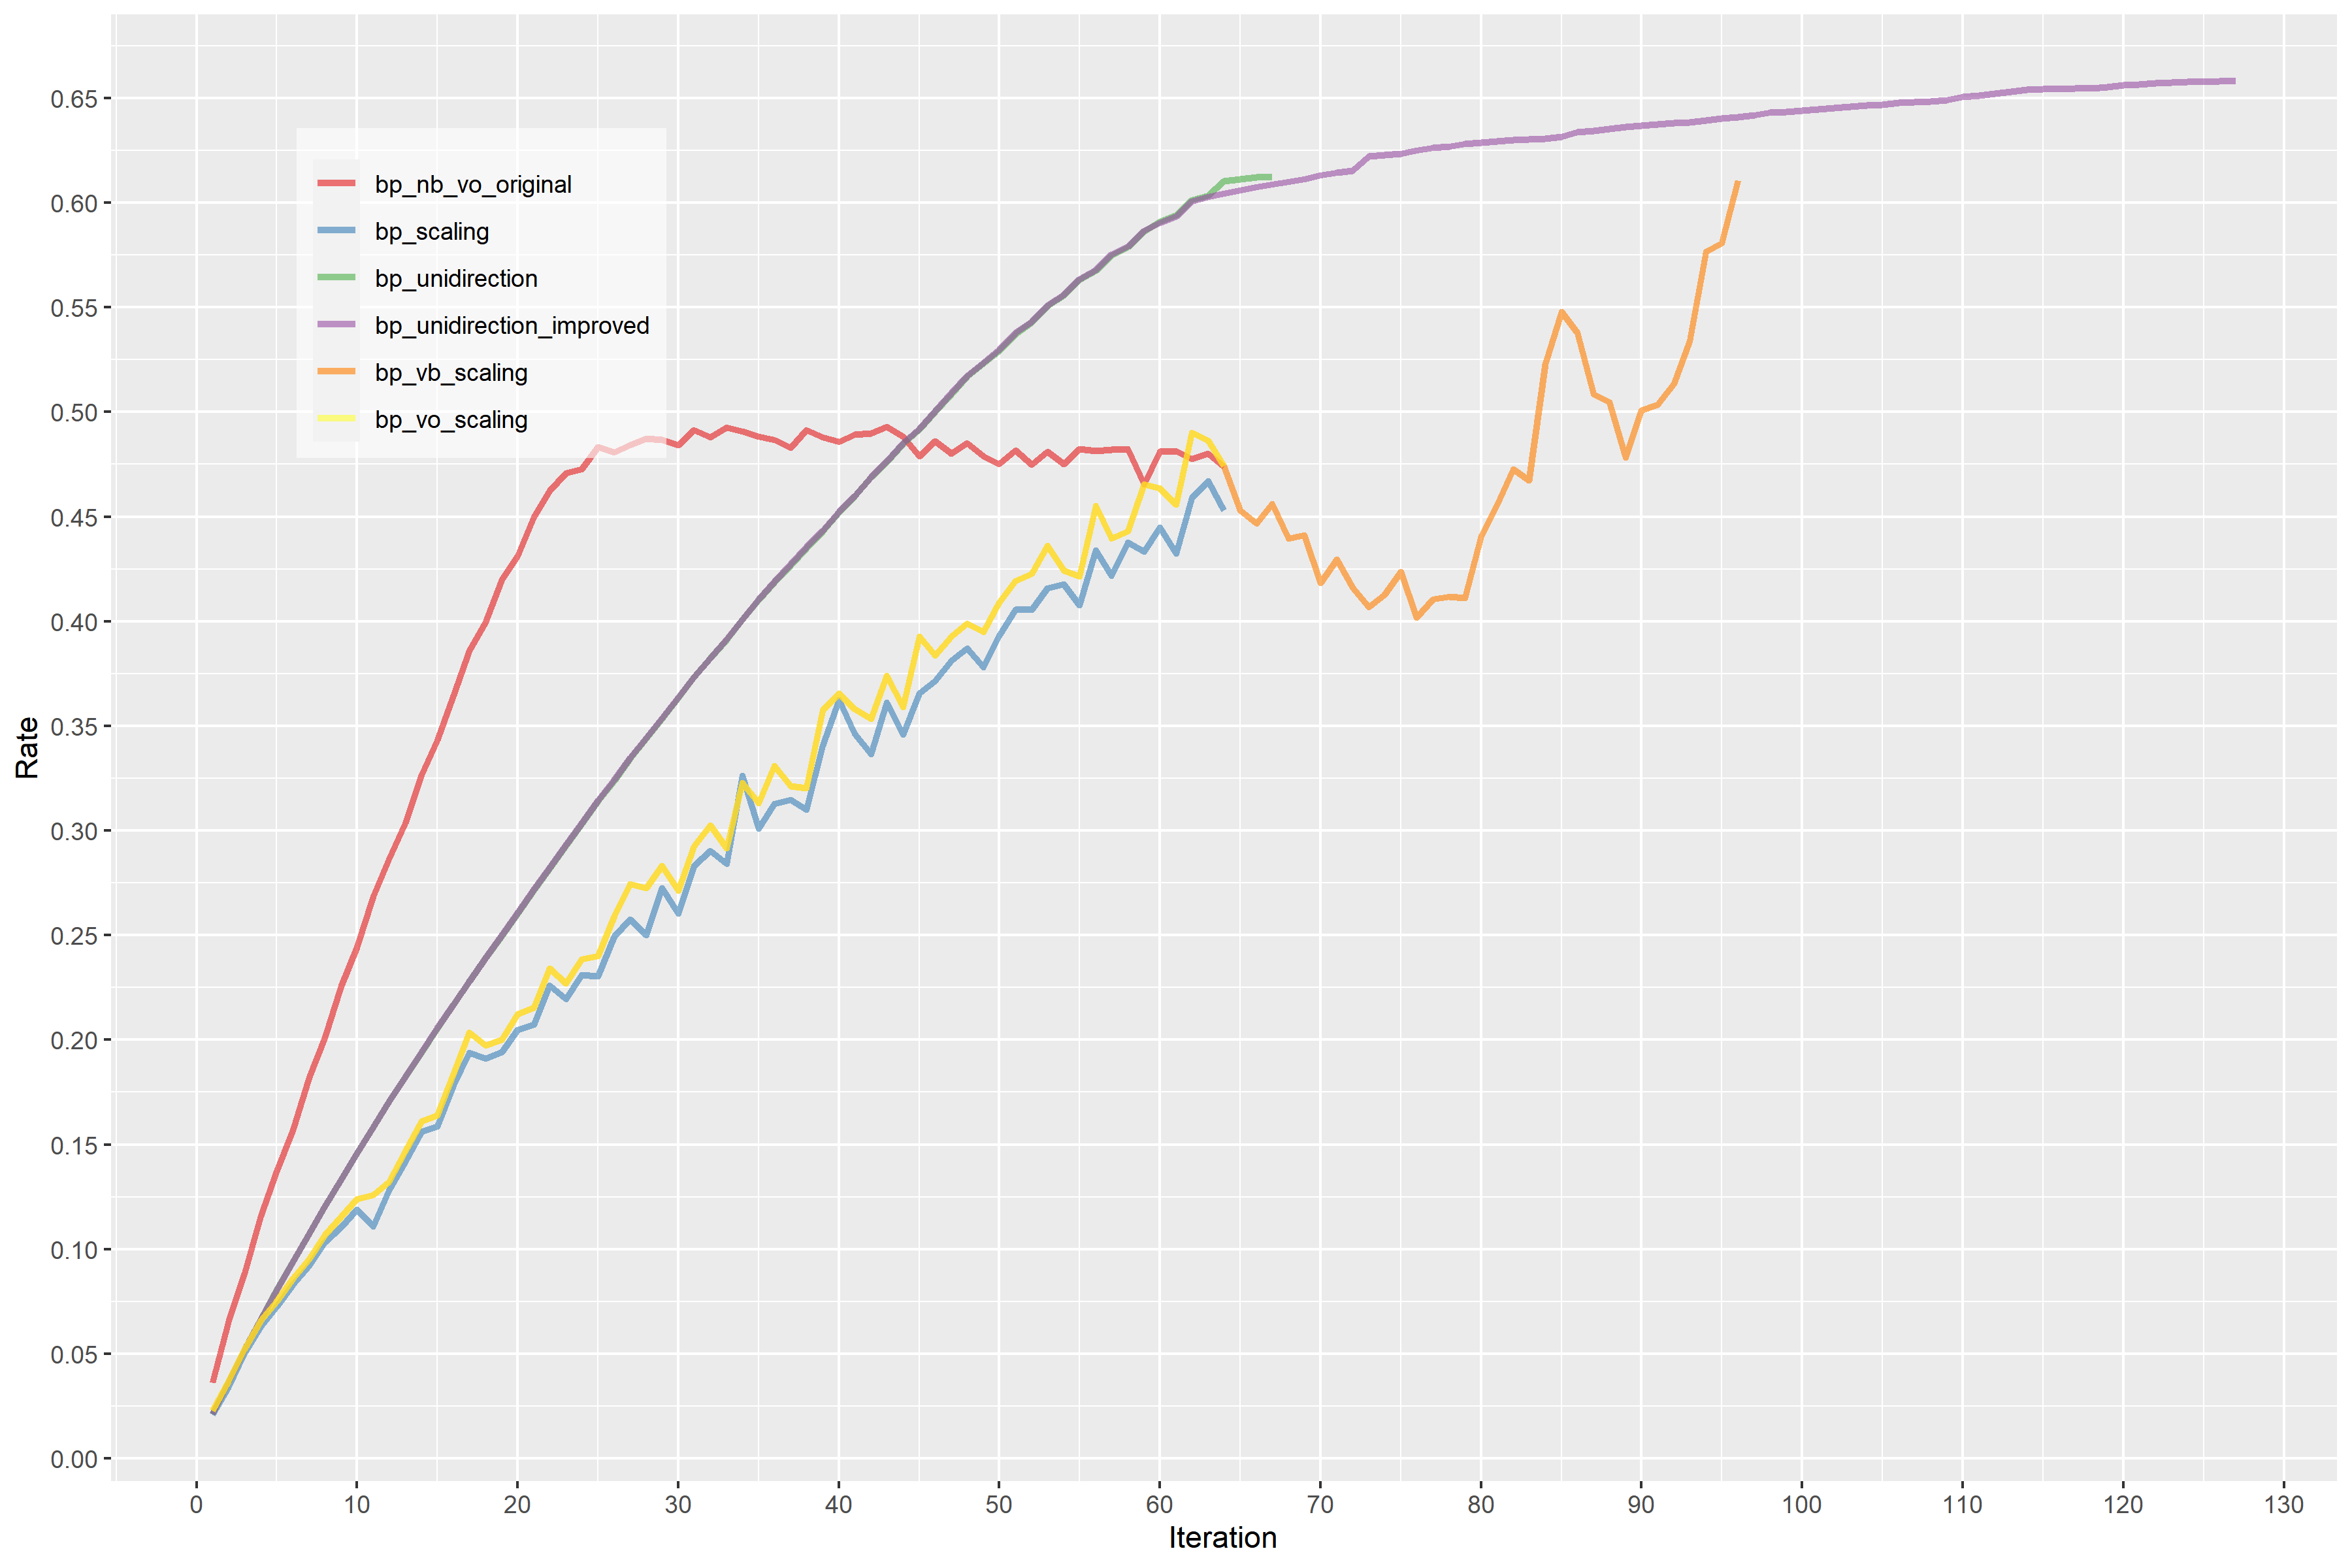 0.65
0.60
0.55
0.50
0.45
0.40
0.35
0.30
0.25
0.20
0.15
0.10
0.05
0.00
Rate
bp_nb_vo_original
bp_scaling
bp_unidirection
bp_unidirection_improved
bp_vb_scaling
bp_vo_scaling
0 10 20 30 40 50 60 70 80 90 100 110 120 130
Iteration